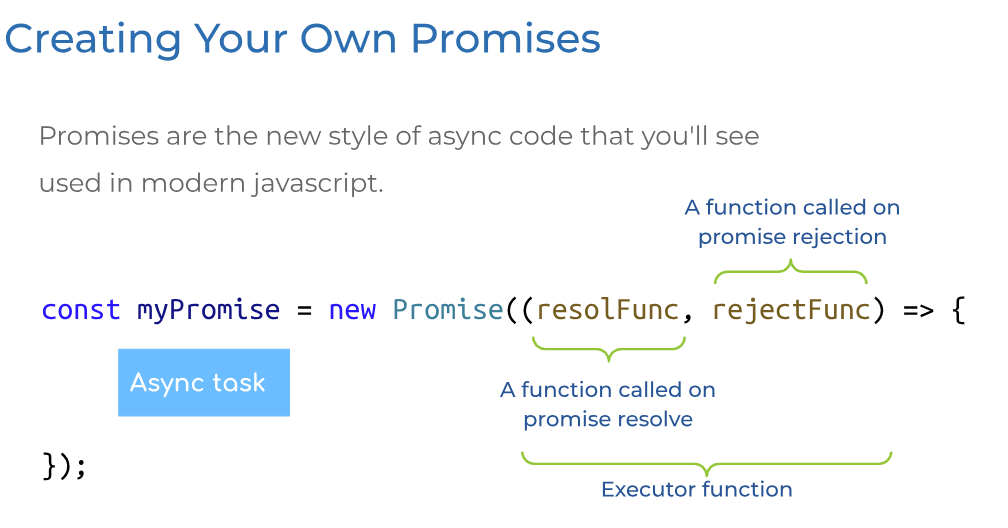 Creating Your Own Promises
Promises are the new style of async code that you'll see
used in modern javascript.
A function called on
promise rejection
const myPromise = new Promise((resolFunc, rejectFunc) => {
Async task
A function called on
promise resolve
});
Executor function